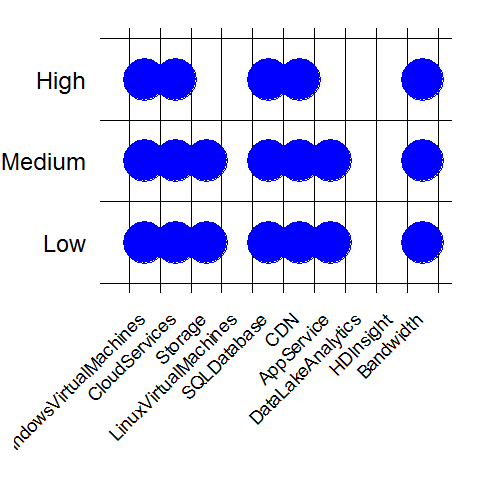 High
Medium
Low
ndowsVirtualMachines
CloudServices
Storage
LinuxVirtualMachines
SQLDatabase
CDN
AppService
DataLakeAnalytics
HDInsight
Bandwidth